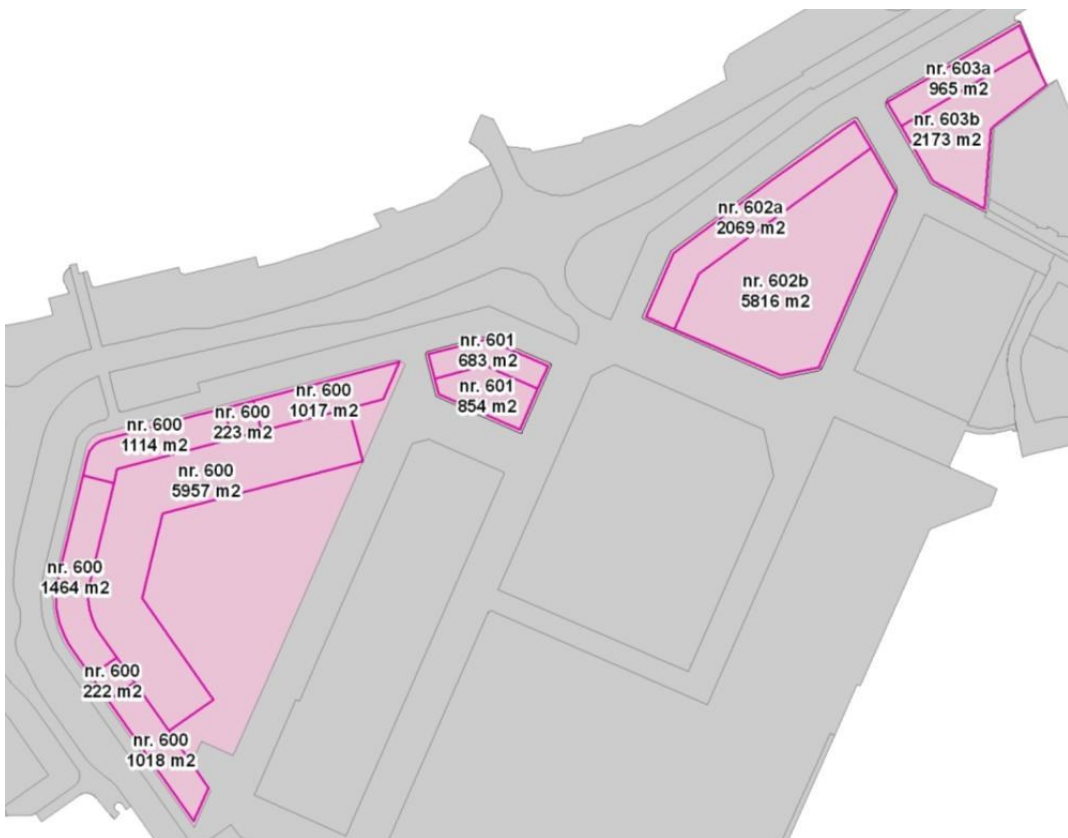 nr. 603a
965 m2
nr. 603b
2173 m2
nr. 602a
2069 m2
nr. 602b
5816 m2
nr. 601
683 m2
nr. 601
854 m2
nr. 600
1017 m2
nr. 600
223 m2
nr. 600
1114 m2
nr. 600
5957 m2
nr. 600
1464 m2
nr. 600
222 m2
nr. 600
1018 m2